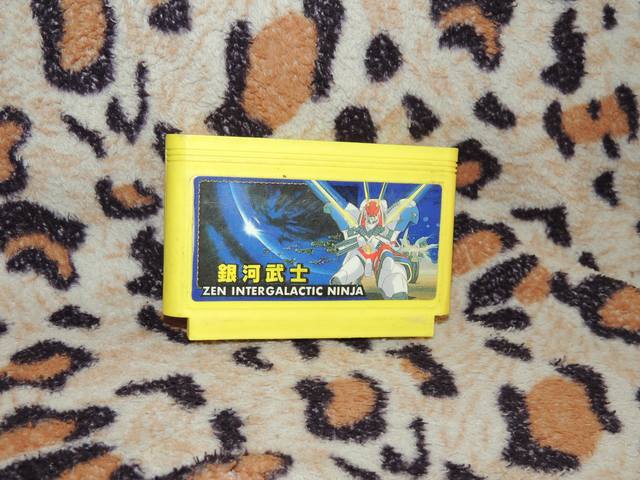 銀河武士
ZEN INTERGALACTIC NINJA